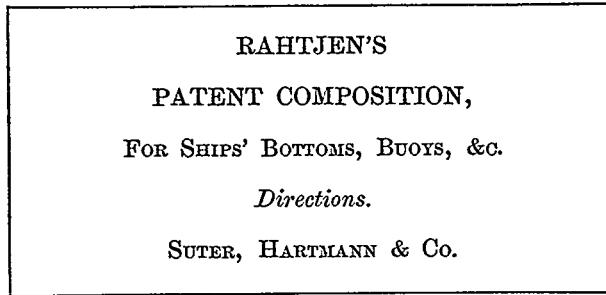 RAHTJEN'S
PATENT COMPOSITION,
FOR SHIPS' BOTTOMS, BUOYS, &C.
Directions.
SUTER, HARTMANN & CO.